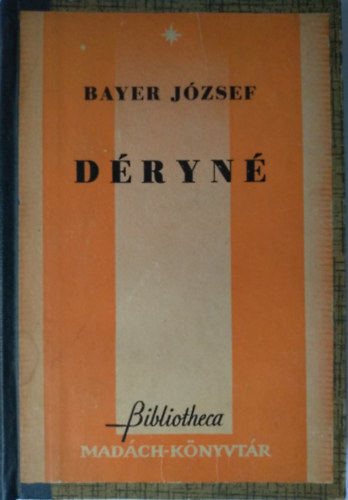 BAYER JÓZSEF
DÉRYNÉ
Bibliotheca
MADÁCH-KÖNYVTÁR